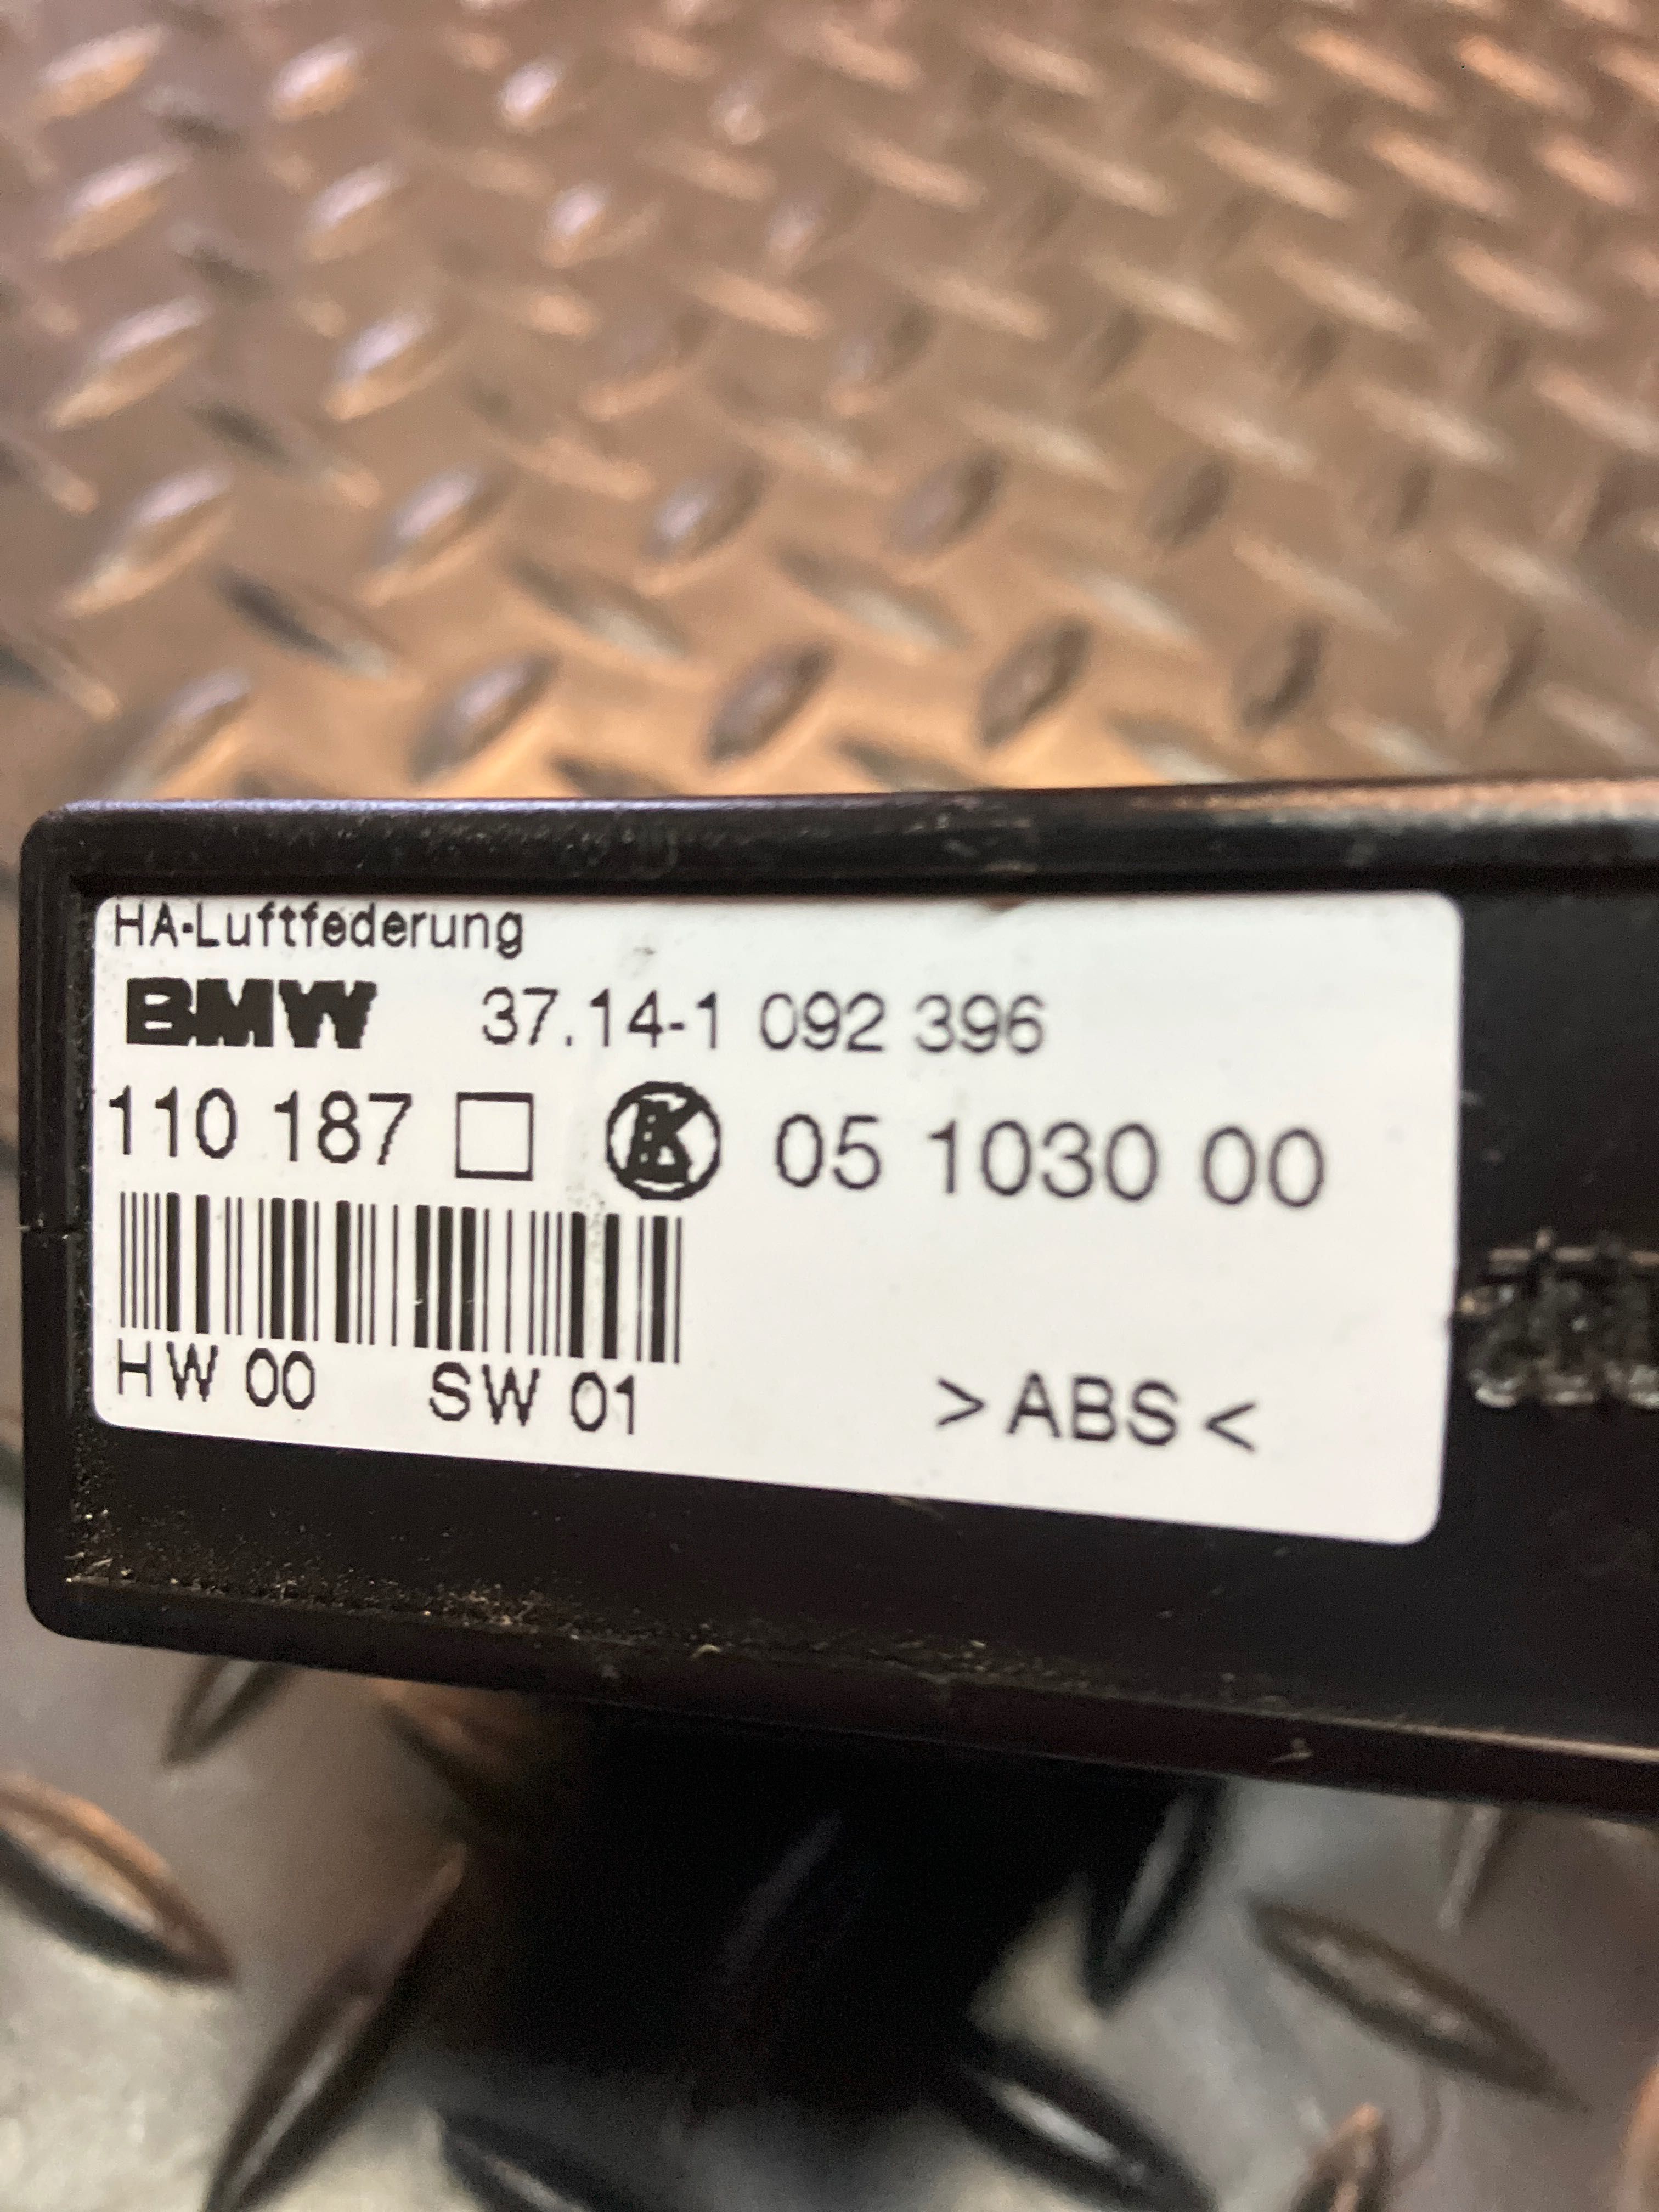 HA-Luftfederung
BMW 37.14-1 092 396
110 187 □ K 05 1030 00
HW 00 SW 01 >ABS<